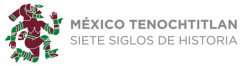 MÉXICO TENOCHTITLAN
SIETE SIGLOS DE HISTORIA